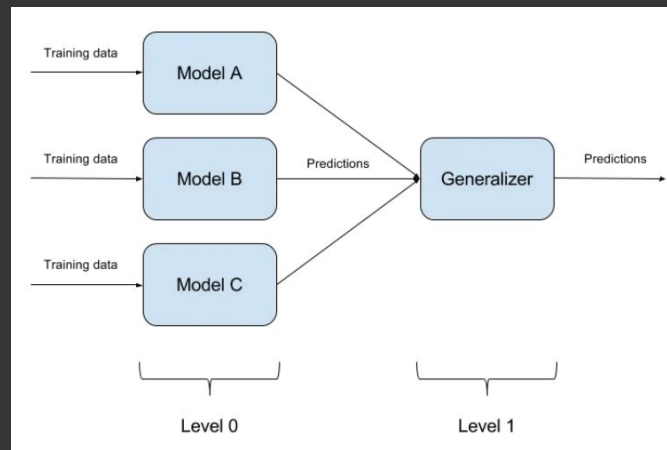 Training data
Model A
Training data
Model B
Predictions
Generalizer
Predictions
Training data
Model C
Level 0
Level 1